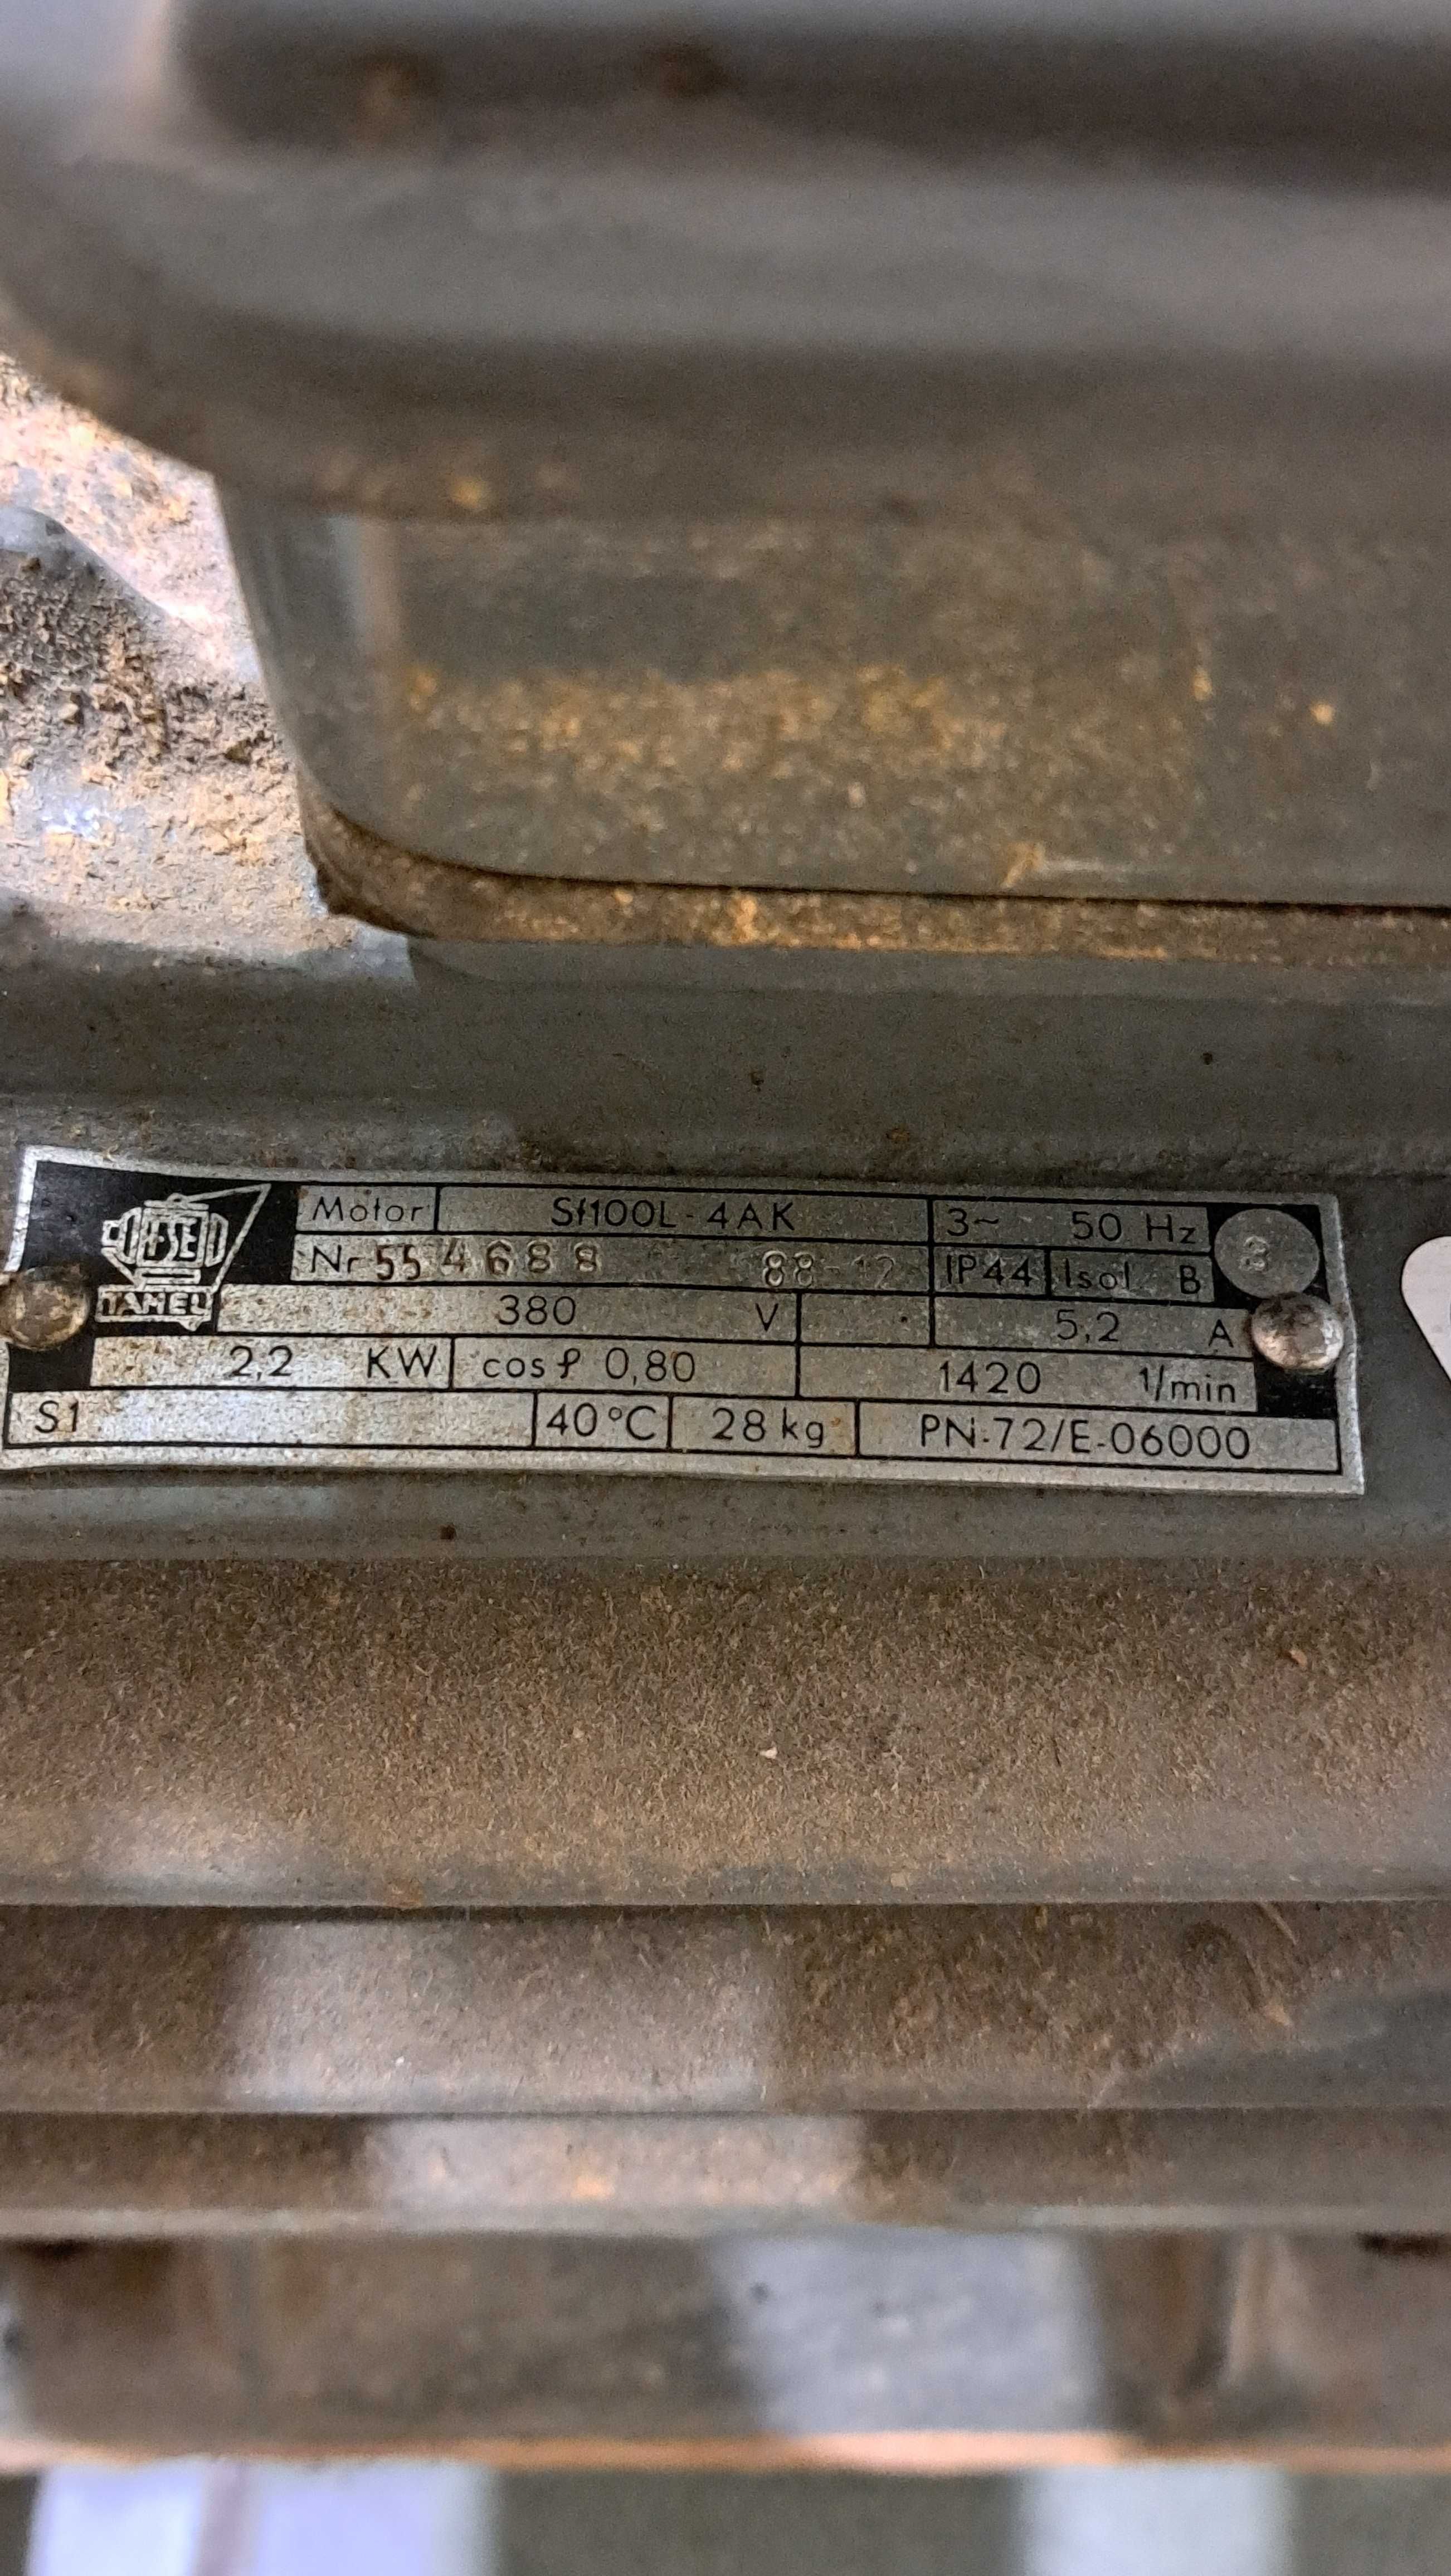 Motor Sf100L-4AK 3~ 50 Hz
Nr 554688 88-12 IP44 Isol B
3
TAMEL
380 V 5,2 A
2,2 KW cos φ 0,80 1420 1/min
S1 40°C 28 kg PN-72/E-06000